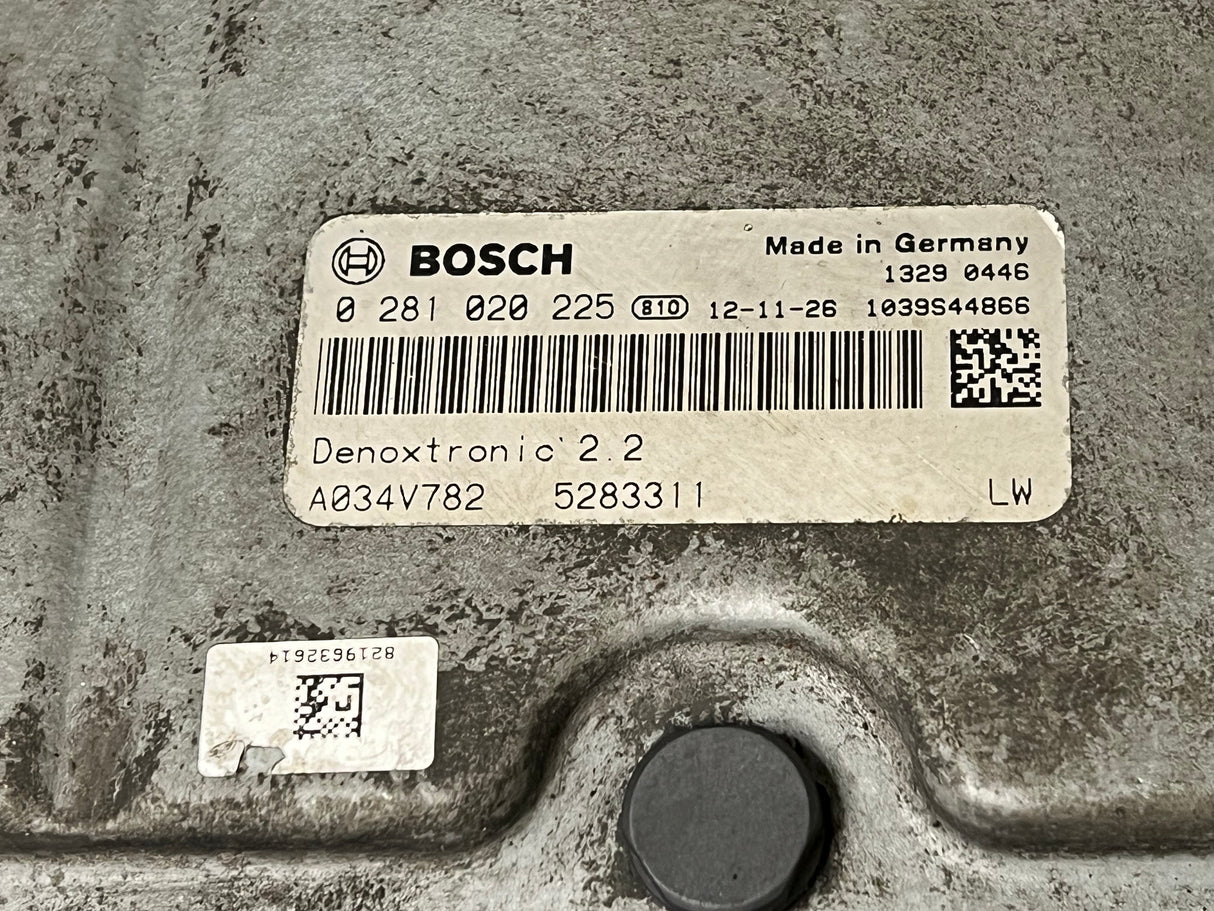 BOSCH
Made in Germany
1329 0446
0 281 020 225 810 12-11-26 1039S44866
Denoxtronic 2.2
A034V782 5283311 LW
8219632614